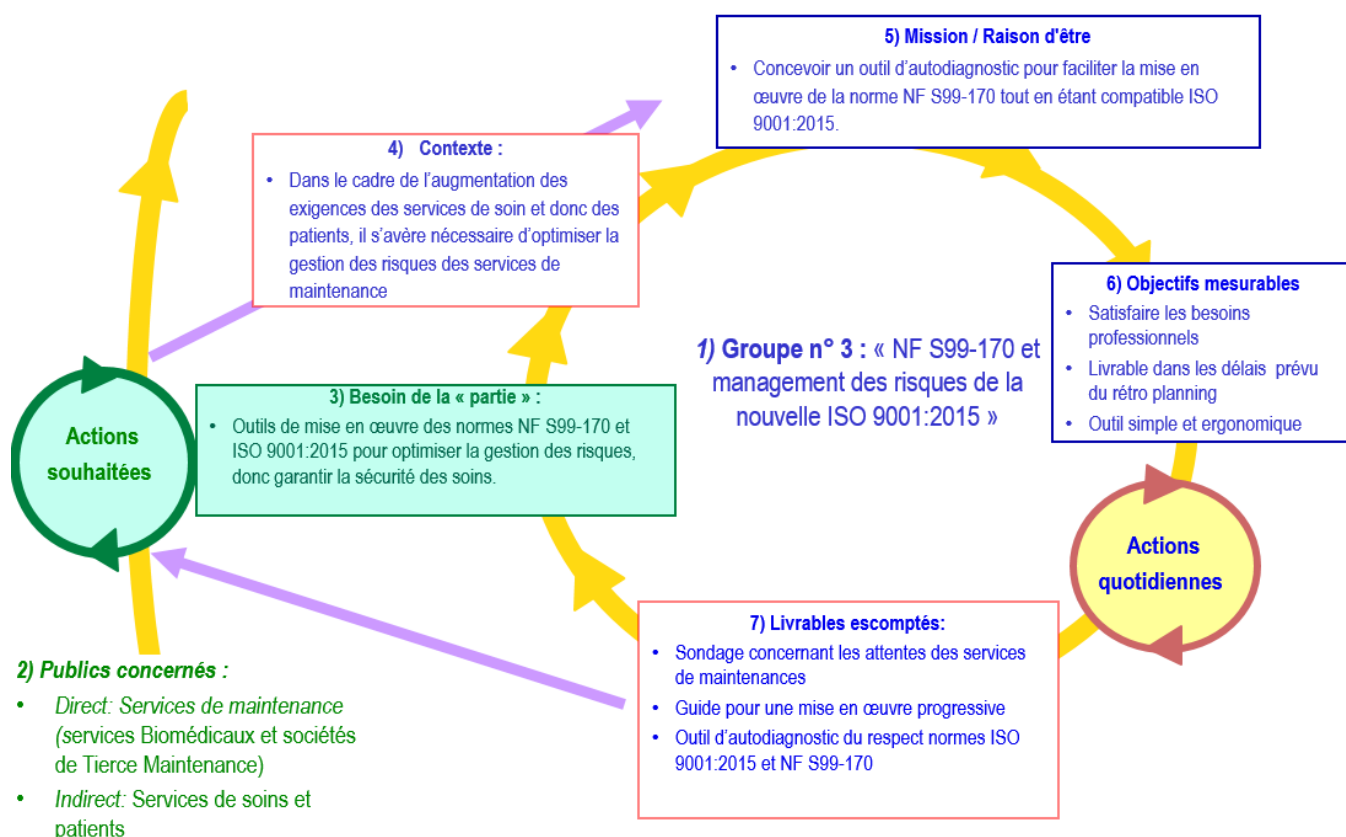 5) Mission / Raison d'être
• Concevoir un outil d'autodiagnostic pour faciliter la mise en
œuvre de la norme NF S99-170 tout en étant compatible ISO
9001:2015.
4) Contexte :
• Dans le cadre de l'augmentation des
exigences des services de soin et donc des
patients, il s'avère nécessaire d'optimiser la
gestion des risques des services de
maintenance
6) Objectifs mesurables
• Satisfaire les besoins
professionnels
• Livrable dans les délais prévu
du rétro planning
• Outil simple et ergonomique
1) Groupe n° 3 : « NF S99-170 et
management des risques de la
nouvelle ISO 9001:2015 »
3) Besoin de la « partie » :
• Outils de mise en œuvre des normes NF S99-170 et
ISO 9001:2015 pour optimiser la gestion des risques,
donc garantir la sécurité des soins.
Actions
souhaitées
Actions
quotidiennes
7) Livrables escomptés:
• Sondage concernant les attentes des services
de maintenances
• Guide pour une mise en œuvre progressive
• Outil d'autodiagnostic du respect normes ISO
9001:2015 et NF S99-170
2) Publics concernés :
• Direct: Services de maintenance
(services Biomédicaux et sociétés
de Tierce Maintenance)
• Indirect: Services de soins et
patients